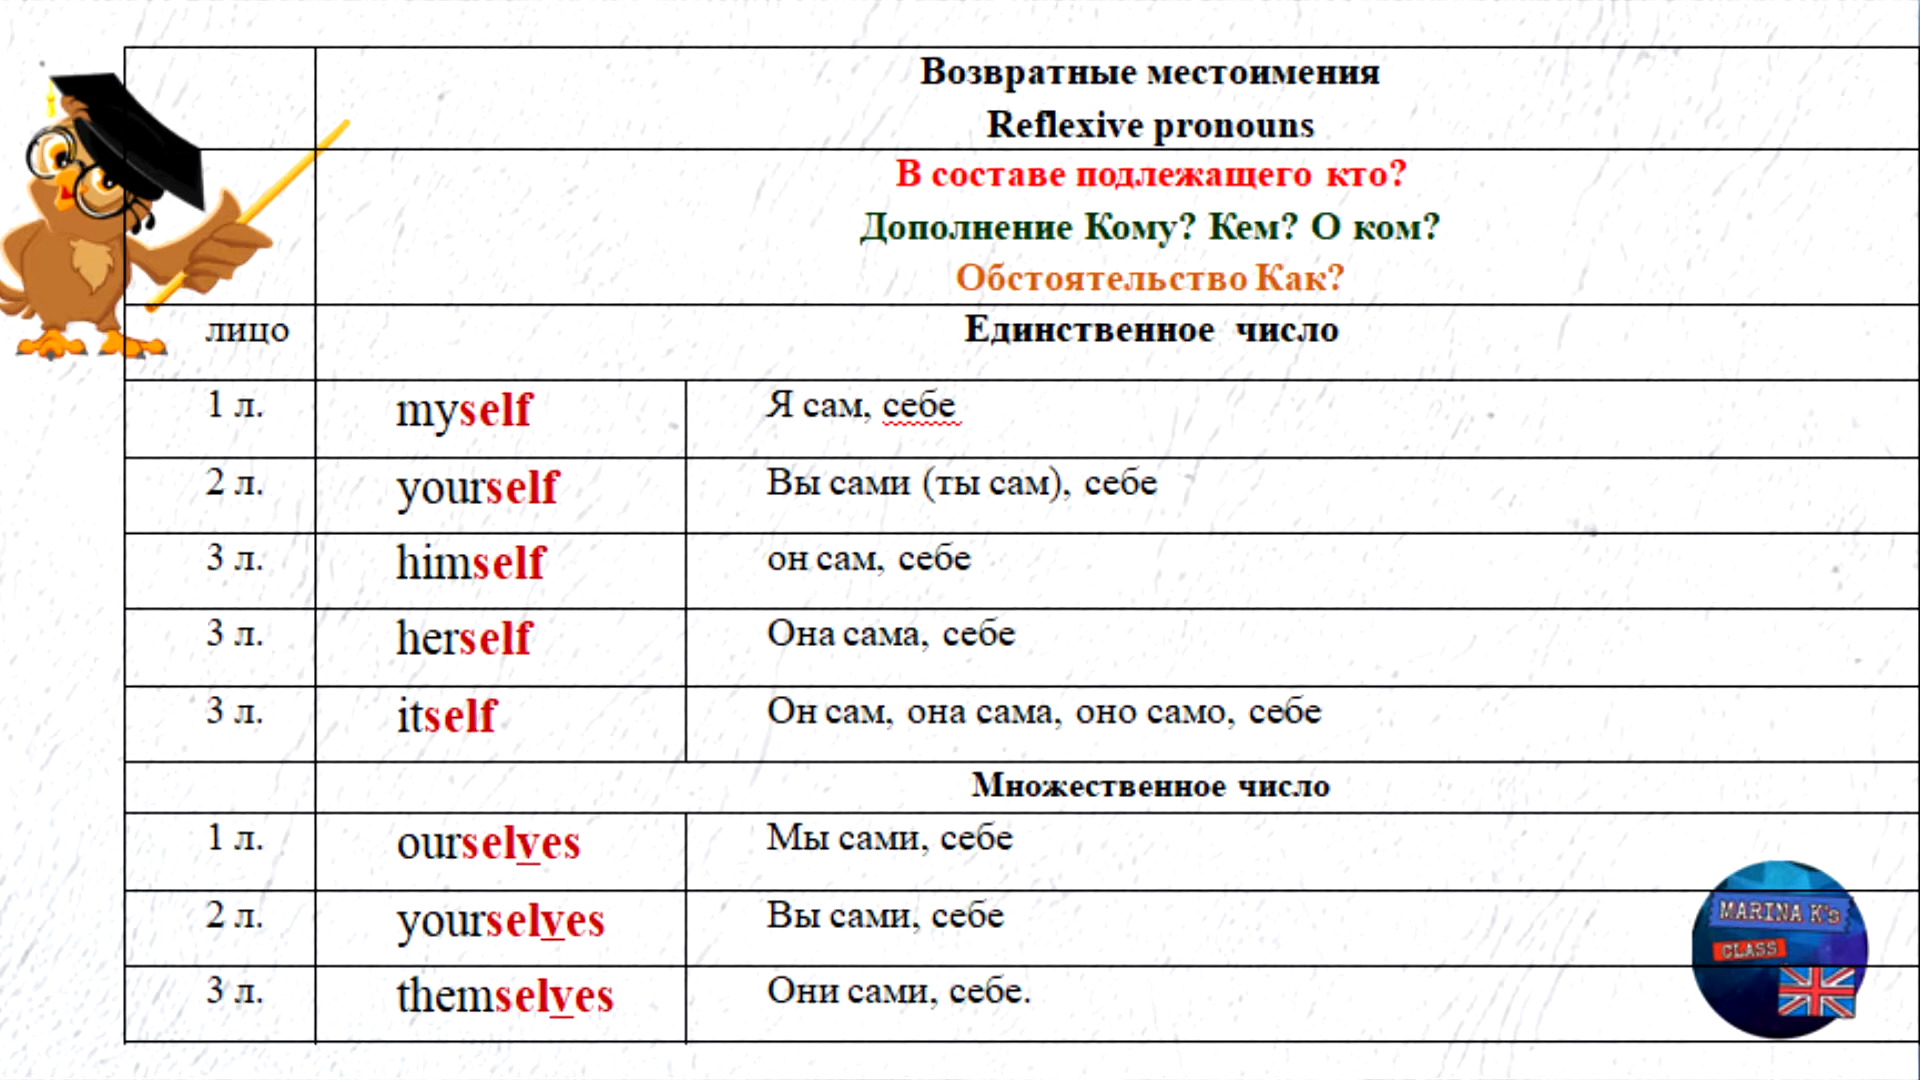 Возвратные местоимения
Reflexive pronouns
В составе подлежащего кто?
Дополнение Кому? Кем? О ком?
Обстоятельство Как?
лицо Единственное число
1 л. myself Я сам, себе
2 л. yourself Вы сами (ты сам), себе
3 л. himself он сам, себе
3 л. herself Она сама, себе
3 л. itself Он сам, она сама, оно само, себе
Множественное число
1 л. ourselves Мы сами, себе
2 л. yourselves Вы сами, себе
3 л. themselves Они сами, себе.
MARINA K's
CLASS